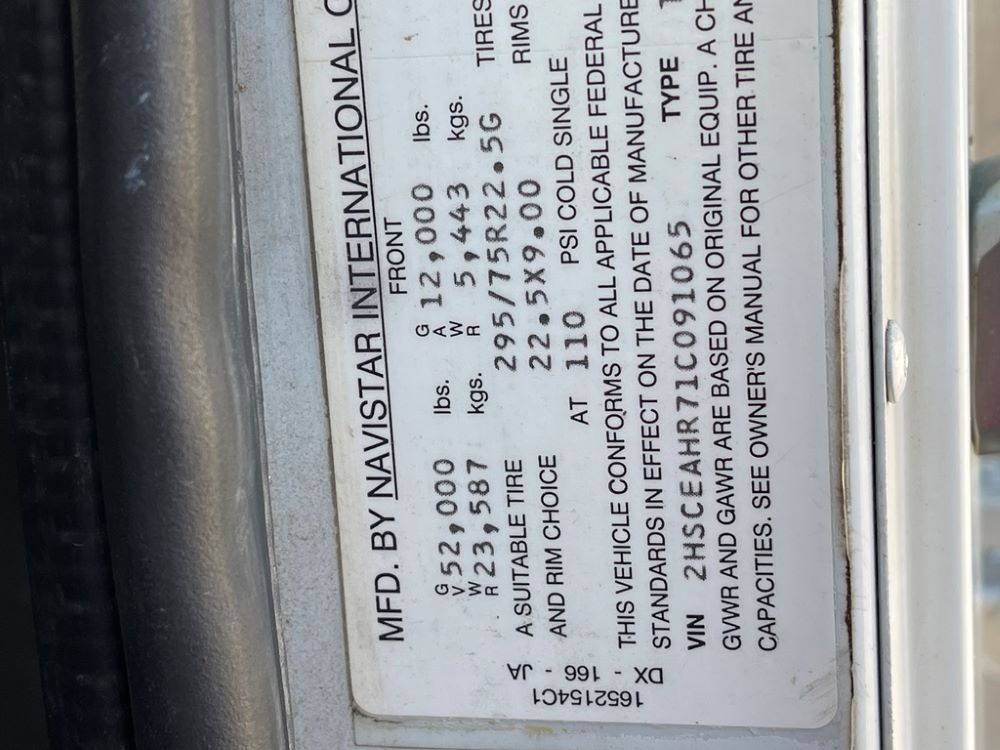 MFD. BY NAVISTAR INTERNATIONAL
FRONT
GVWR 52,000 lbs. GAWR 12,000 lbs.
23,587 kgs. 5,443 kgs.
A SUITABLE TIRE 295/75R22.5G TIRES
AND RIM CHOICE 22.5X9.00 RIMS
AT 110 PSI COLD SINGLE
THIS VEHICLE CONFORMS TO ALL APPLICABLE FEDERAL
STANDARDS IN EFFECT ON THE DATE OF MANUFACTURE
VIN 2HSCEAHR71C091065 TYPE
GVWR AND GAWR ARE BASED ON ORIGINAL EQUIP. A
CAPACITIES. SEE OWNER'S MANUAL FOR OTHER TIRE
1652154C1
DX - 166 - JA